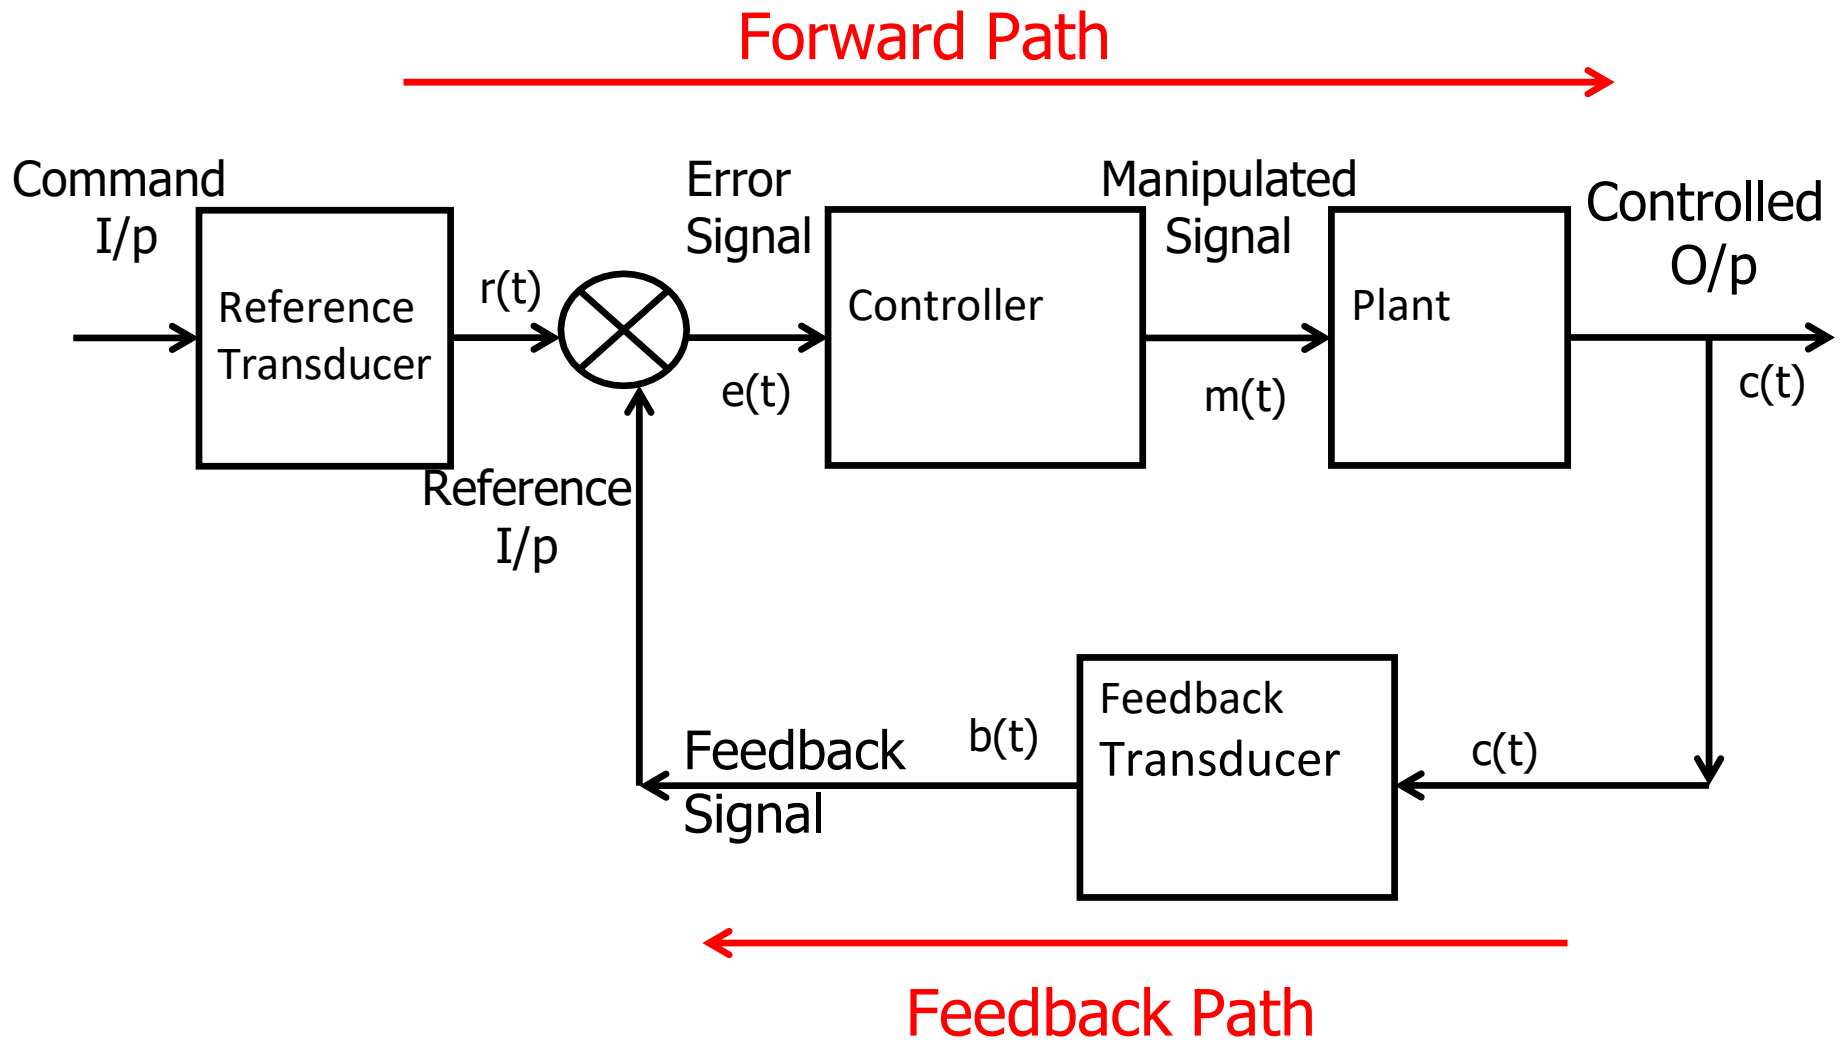 Forward Path
Command
I/p
Error
Signal
Manipulated
Signal
Controlled
O/p
Reference
Transducer
r(t)
Controller
Plant
e(t)
m(t)
c(t)
Reference
I/p
Feedback
Signal
b(t)
Feedback
Transducer
c(t)
Feedback Path